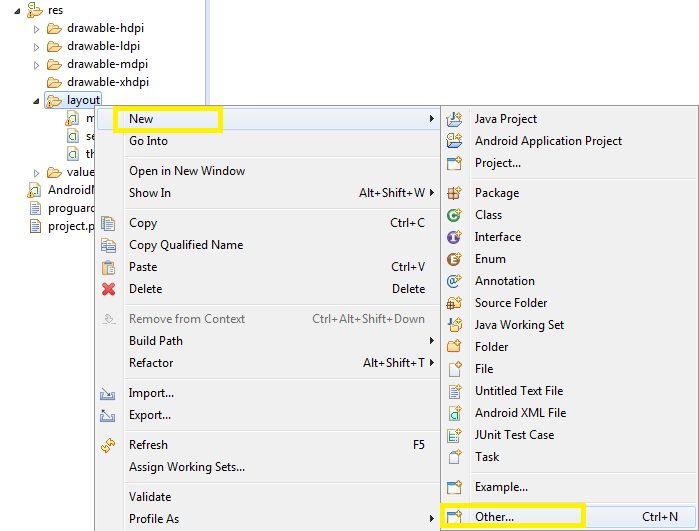 res
drawable-hdpi
drawable-ldpi
drawable-mdpi
drawable-xhdpi
layout
m
se
th
value
AndroidM
proguard
project.p
New
Go Into
Open in New Window
Show In Alt+Shift+W
Copy Ctrl+C
Copy Qualified Name
Paste Ctrl+V
Delete Delete
Remove from Context Ctrl+Alt+Shift+Down
Build Path
Refactor Alt+Shift+T
Import...
Export...
Refresh F5
Assign Working Sets...
Validate
Profile As
Java Project
Android Application Project
Project...
Package
Class
Interface
Enum
Annotation
Source Folder
Java Working Set
Folder
File
Untitled Text File
Android XML File
JUnit Test Case
Task
Example...
Other... Ctrl+N